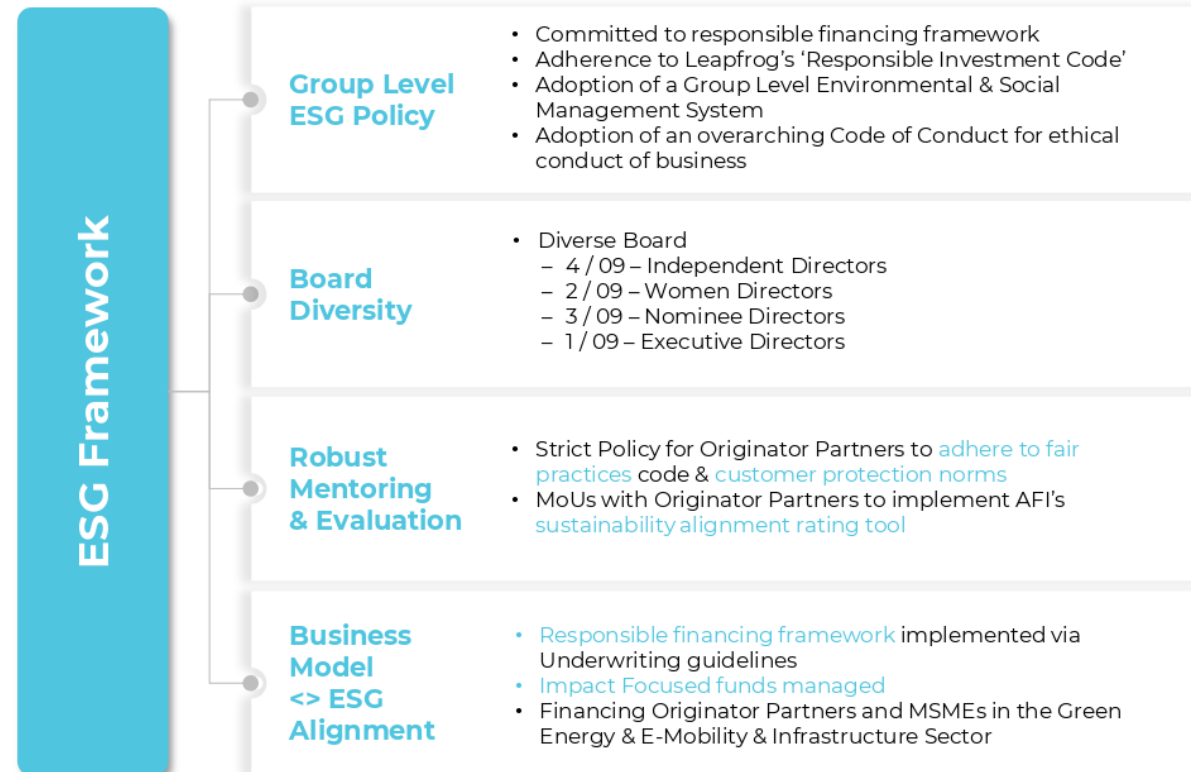 ESG Framework
Group Level
ESG Policy
• Committed to responsible financing framework
• Adherence to Leapfrog’s ‘Responsible Investment Code’
• Adoption of a Group Level Environmental & Social
Management System
• Adoption of an overarching Code of Conduct for ethical
conduct of business
Board
Diversity
• Diverse Board
– 4 / 09 – Independent Directors
– 2 / 09 – Women Directors
– 3 / 09 – Nominee Directors
– 1 / 09 – Executive Directors
Robust
Mentoring
& Evaluation
• Strict Policy for Originator Partners to adhere to fair
practices code & customer protection norms
• MoUs with Originator Partners to implement AFI’s
sustainability alignment rating tool
Business
Model
<> ESG
Alignment
• Responsible financing framework implemented via
Underwriting guidelines
• Impact Focused funds managed
• Financing Originator Partners and MSMEs in the Green
Energy & E-Mobility & Infrastructure Sector